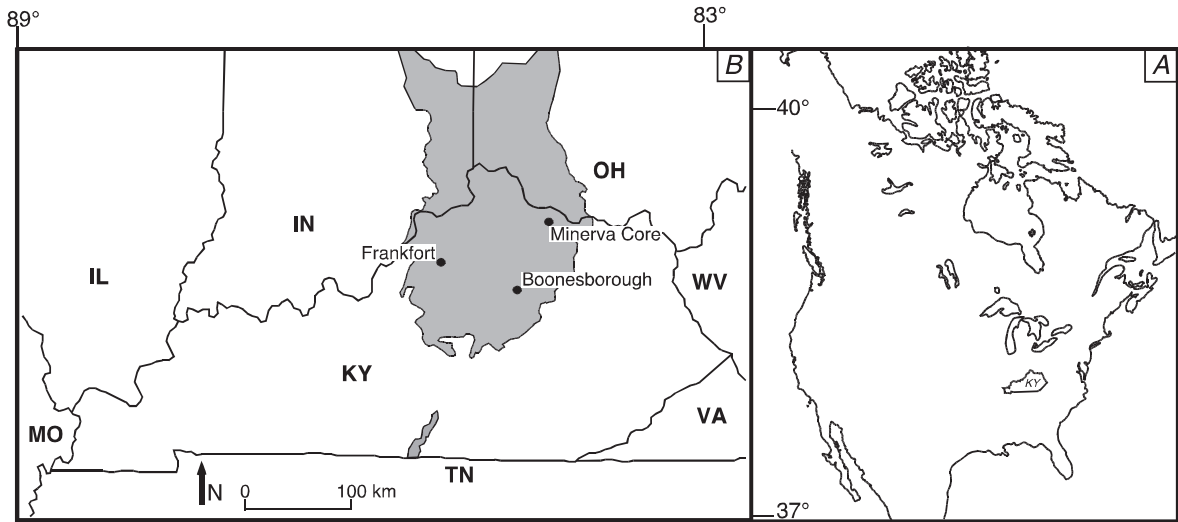 89°
83°
B
A
40°
OH
IN
Minerva Core
Frankfort
IL
Boonesborough
WV
KY
KY
VA
MO
TN
N
0
100 km
37°